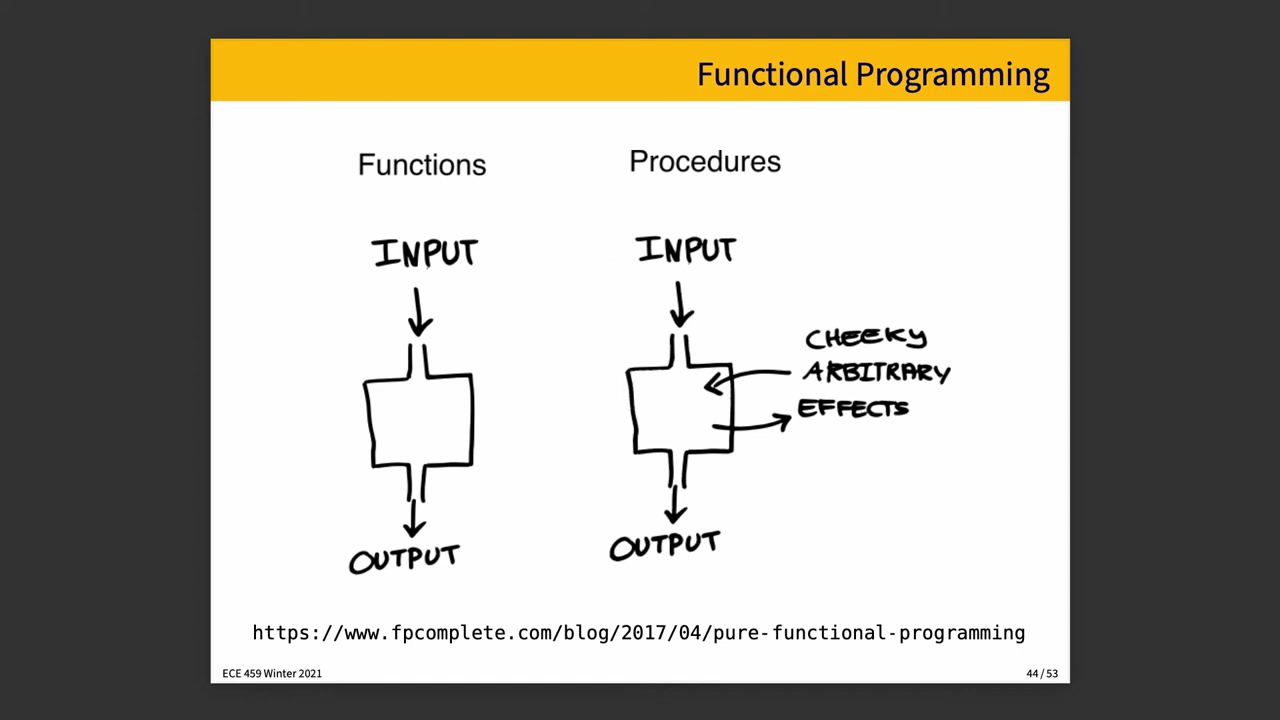 Functional Programming
Functions
Procedures
INPUT
INPUT
CHEEKY
ARBITRARY
EFFECTS
OUTPUT
OUTPUT
https://www.fpcomplete.com/blog/2017/04/pure-functional-programming
ECE 459 Winter 2021
44 / 53